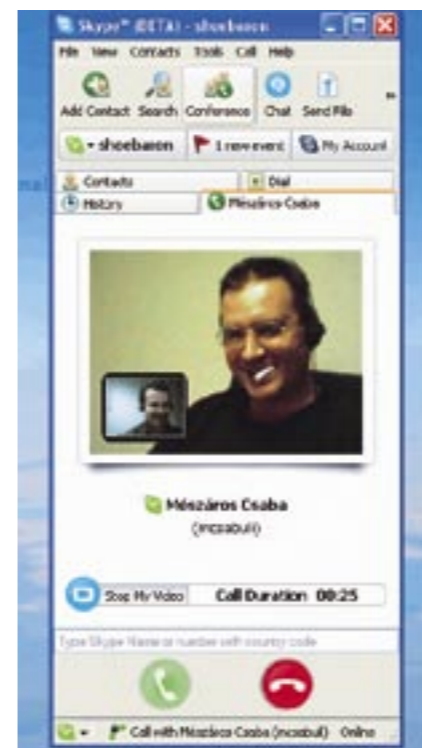 Skype™ (BETA) - shoebaron
File View Contacts Tools Call Help
Add Contact Search Conference Chat Send File
shoebaron 1 new event My Account
Contacts Dial
History Mészáros Csaba
Mészáros Csaba
(mcsabuli)
Stop My Video Call Duration 00:25
Type Skype Name or number with country code
Call with Mészáros Csaba (mcsabuli) Online